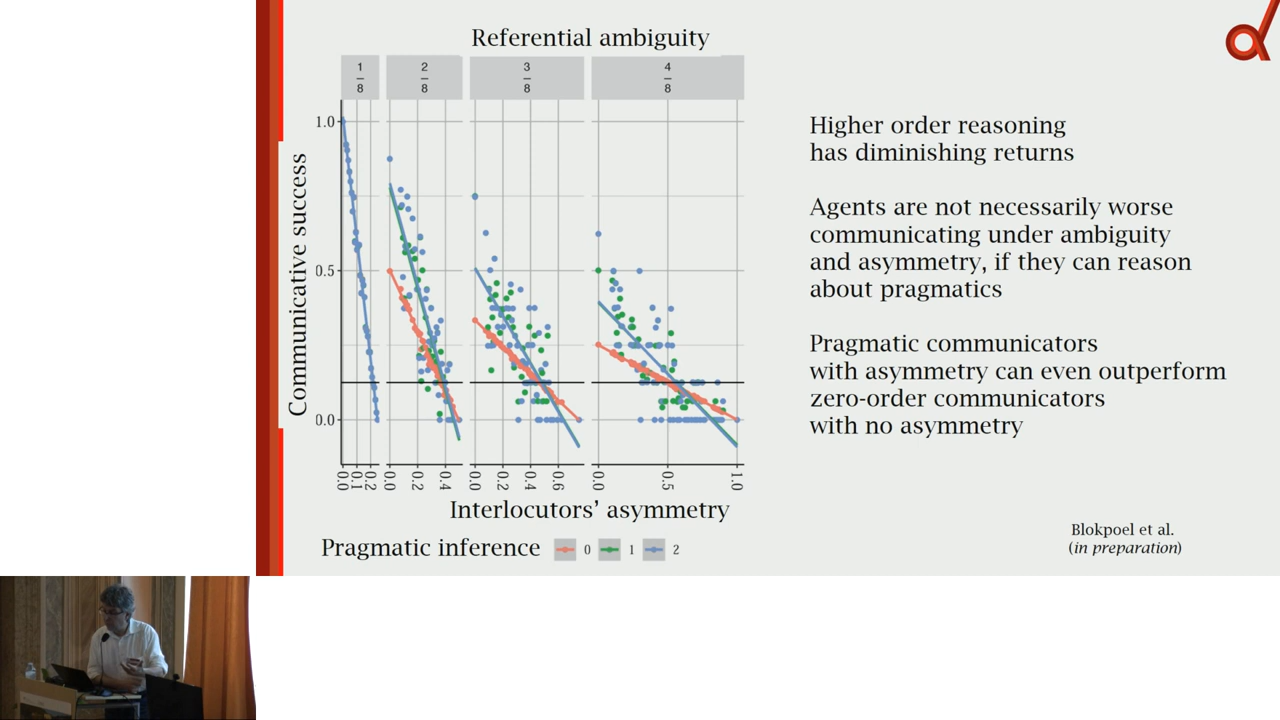 Referential ambiguity
1/8 2/8 3/8 4/8
1.0
0.5
0.0
Communicative success
0.0 0.1 0.2 0.0 0.2 0.4 0.0 0.2 0.4 0.6 0.0 0.5 1.0
Interlocutors’ asymmetry
Pragmatic inference 0 1 2
Higher order reasoning
has diminishing returns
Agents are not necessarily worse
communicating under ambiguity
and asymmetry, if they can reason
about pragmatics
Pragmatic communicators
with asymmetry can even outperform
zero-order communicators
with no asymmetry
Blokpoel et al.
(in preparation)